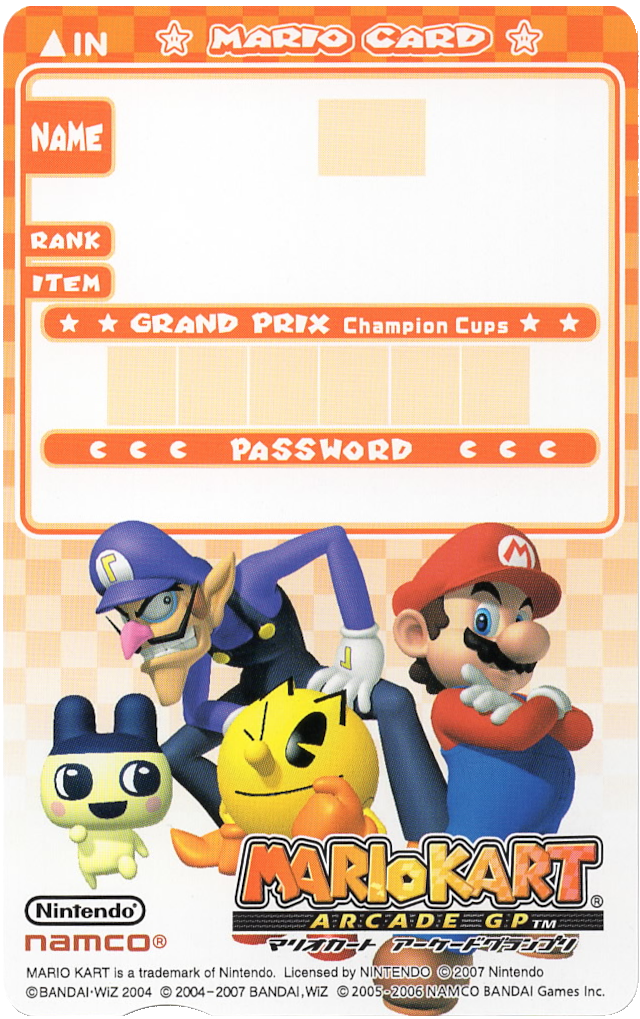 ▲IN ☆ MARIO CARD ☆
NAME
RANK
ITEM
★ ★ GRAND PRIX Champion Cups ★ ★
PASSWORD
M
MARIO KART®
ARCADE GP™
マリオカート アーケードグランプリ
Nintendo®
namco®
MARIO KART is a trademark of Nintendo. Licensed by NINTENDO ©2007 Nintendo
©BANDAI·WiZ 2004 ©2004-2007 BANDAI,WiZ ©2005-2006 NAMCO BANDAI Games Inc.